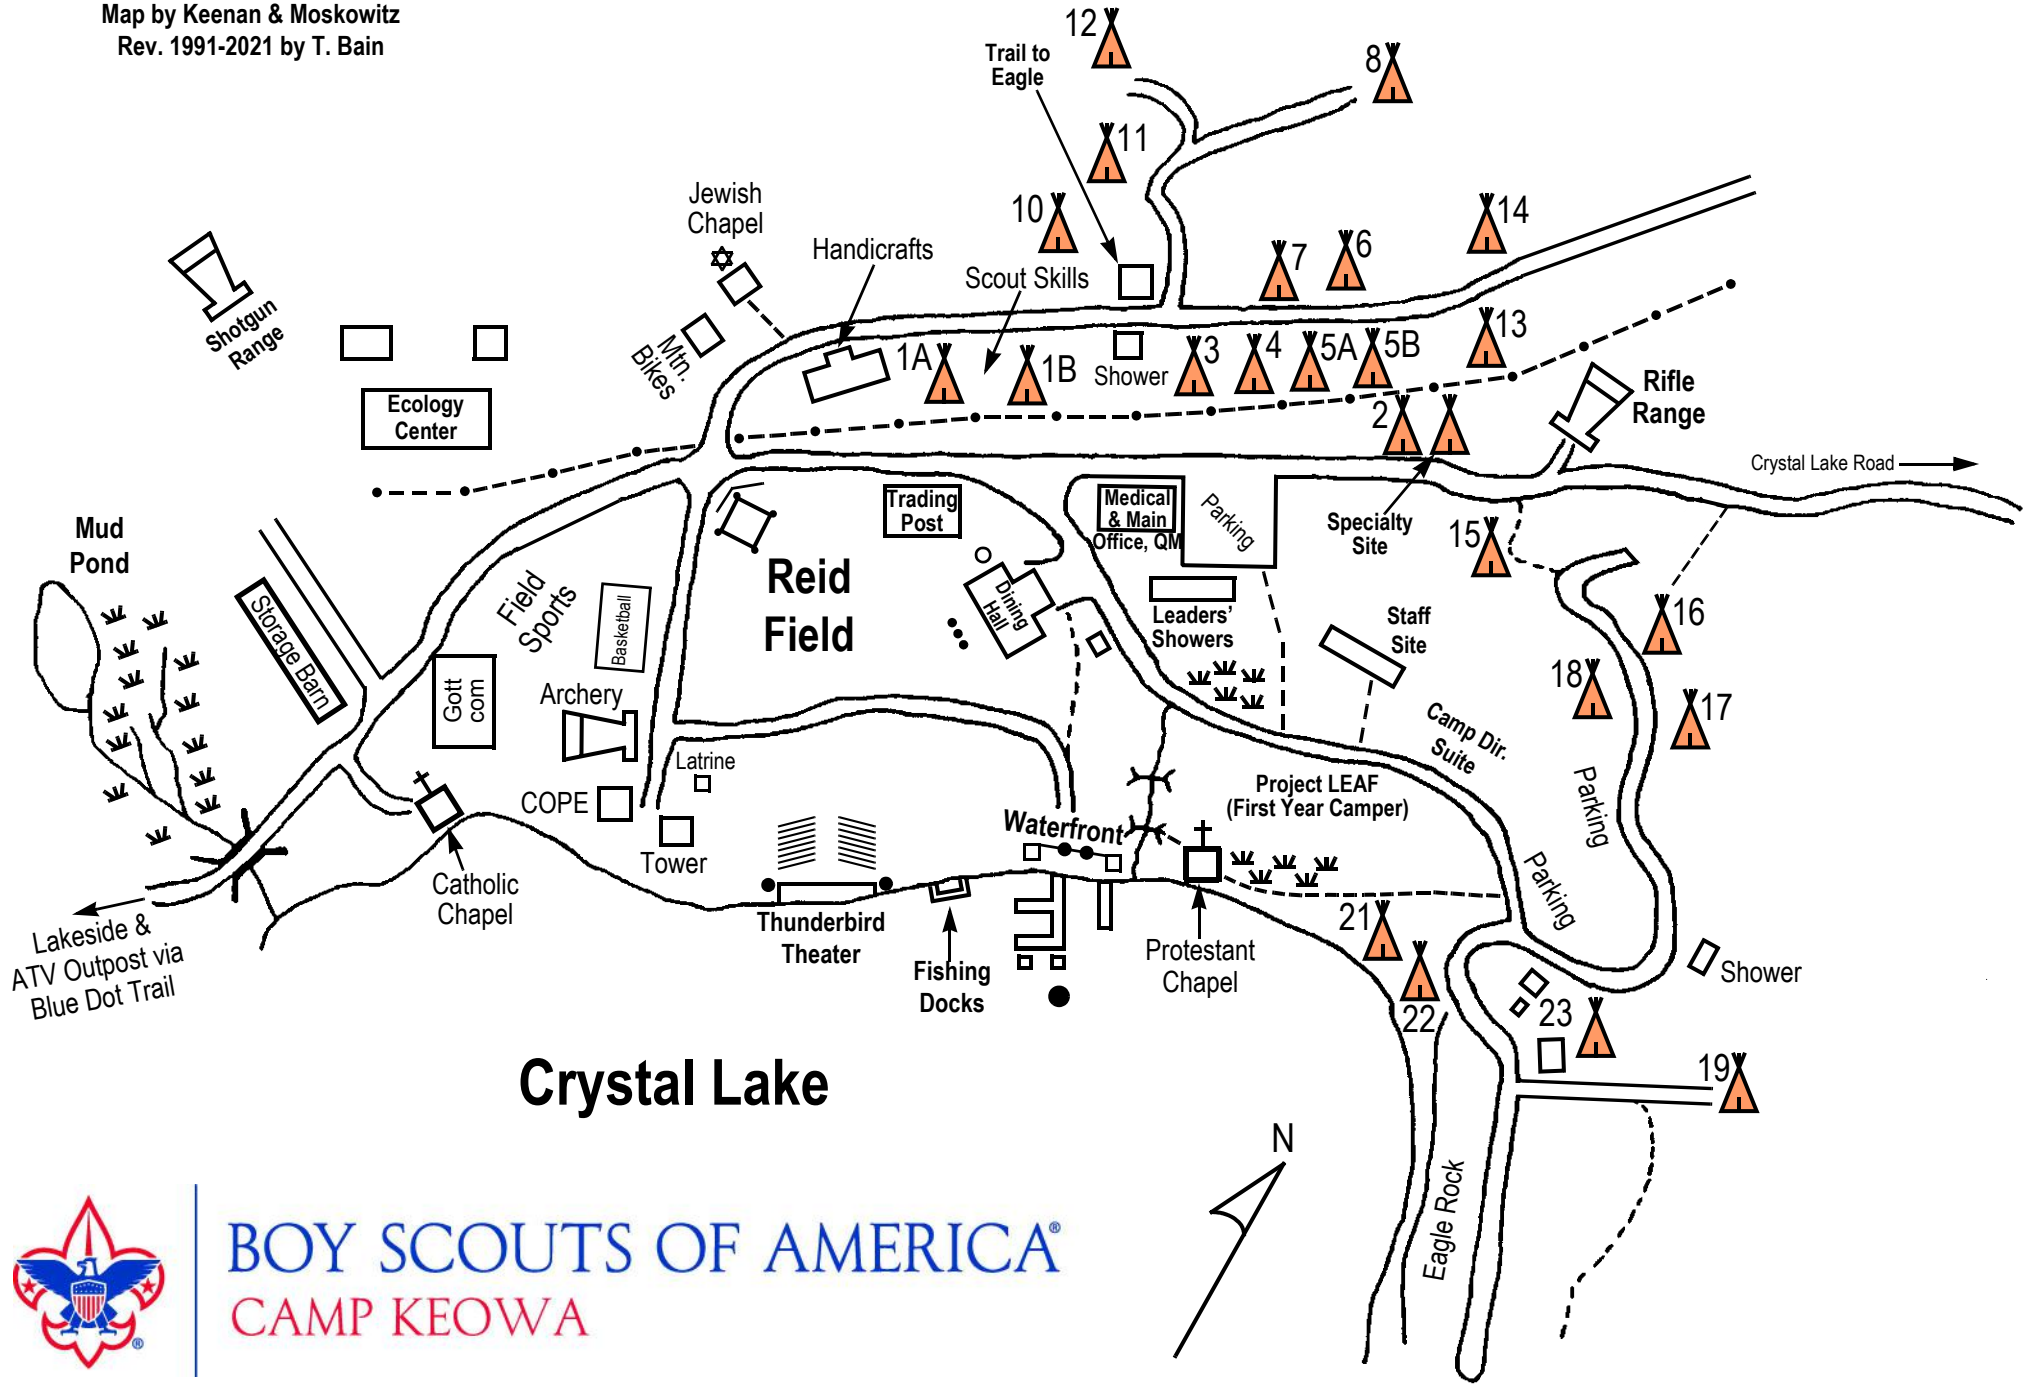 Map by Keenan & Moskowitz
Rev. 1991-2021 by T. Bain
12
Trail to
Eagle
8
11
10
14
Jewish
Chapel
Handicrafts
Scout Skills
7
6
Shotgun
Range
Mtn.
Bikes
1A
1B
Shower
3
4
5A
5B
13
Ecology
Center
2
Rifle
Range
Crystal Lake Road
Trading
Post
Medical
& Main
Office, QM
Parking
Specialty
Site
15
Mud
Pond
Reid
Field
Dining
Hall
Field
Sports
Basketball
Storage Barn
Leaders'
Showers
Staff
Site
16
18
17
Gott
com
Archery
Camp Dir.
Suite
Latrine
COPE
Tower
Project LEAF
(First Year Camper)
Parking
Waterfront
Parking
Catholic
Chapel
Thunderbird
Theater
Fishing
Docks
Protestant
Chapel
21
22
Shower
23
19
Lakeside &
ATV Outpost via
Blue Dot Trail
Crystal Lake
N
Eagle Rock
BOY SCOUTS OF AMERICA®
CAMP KEOWA
®